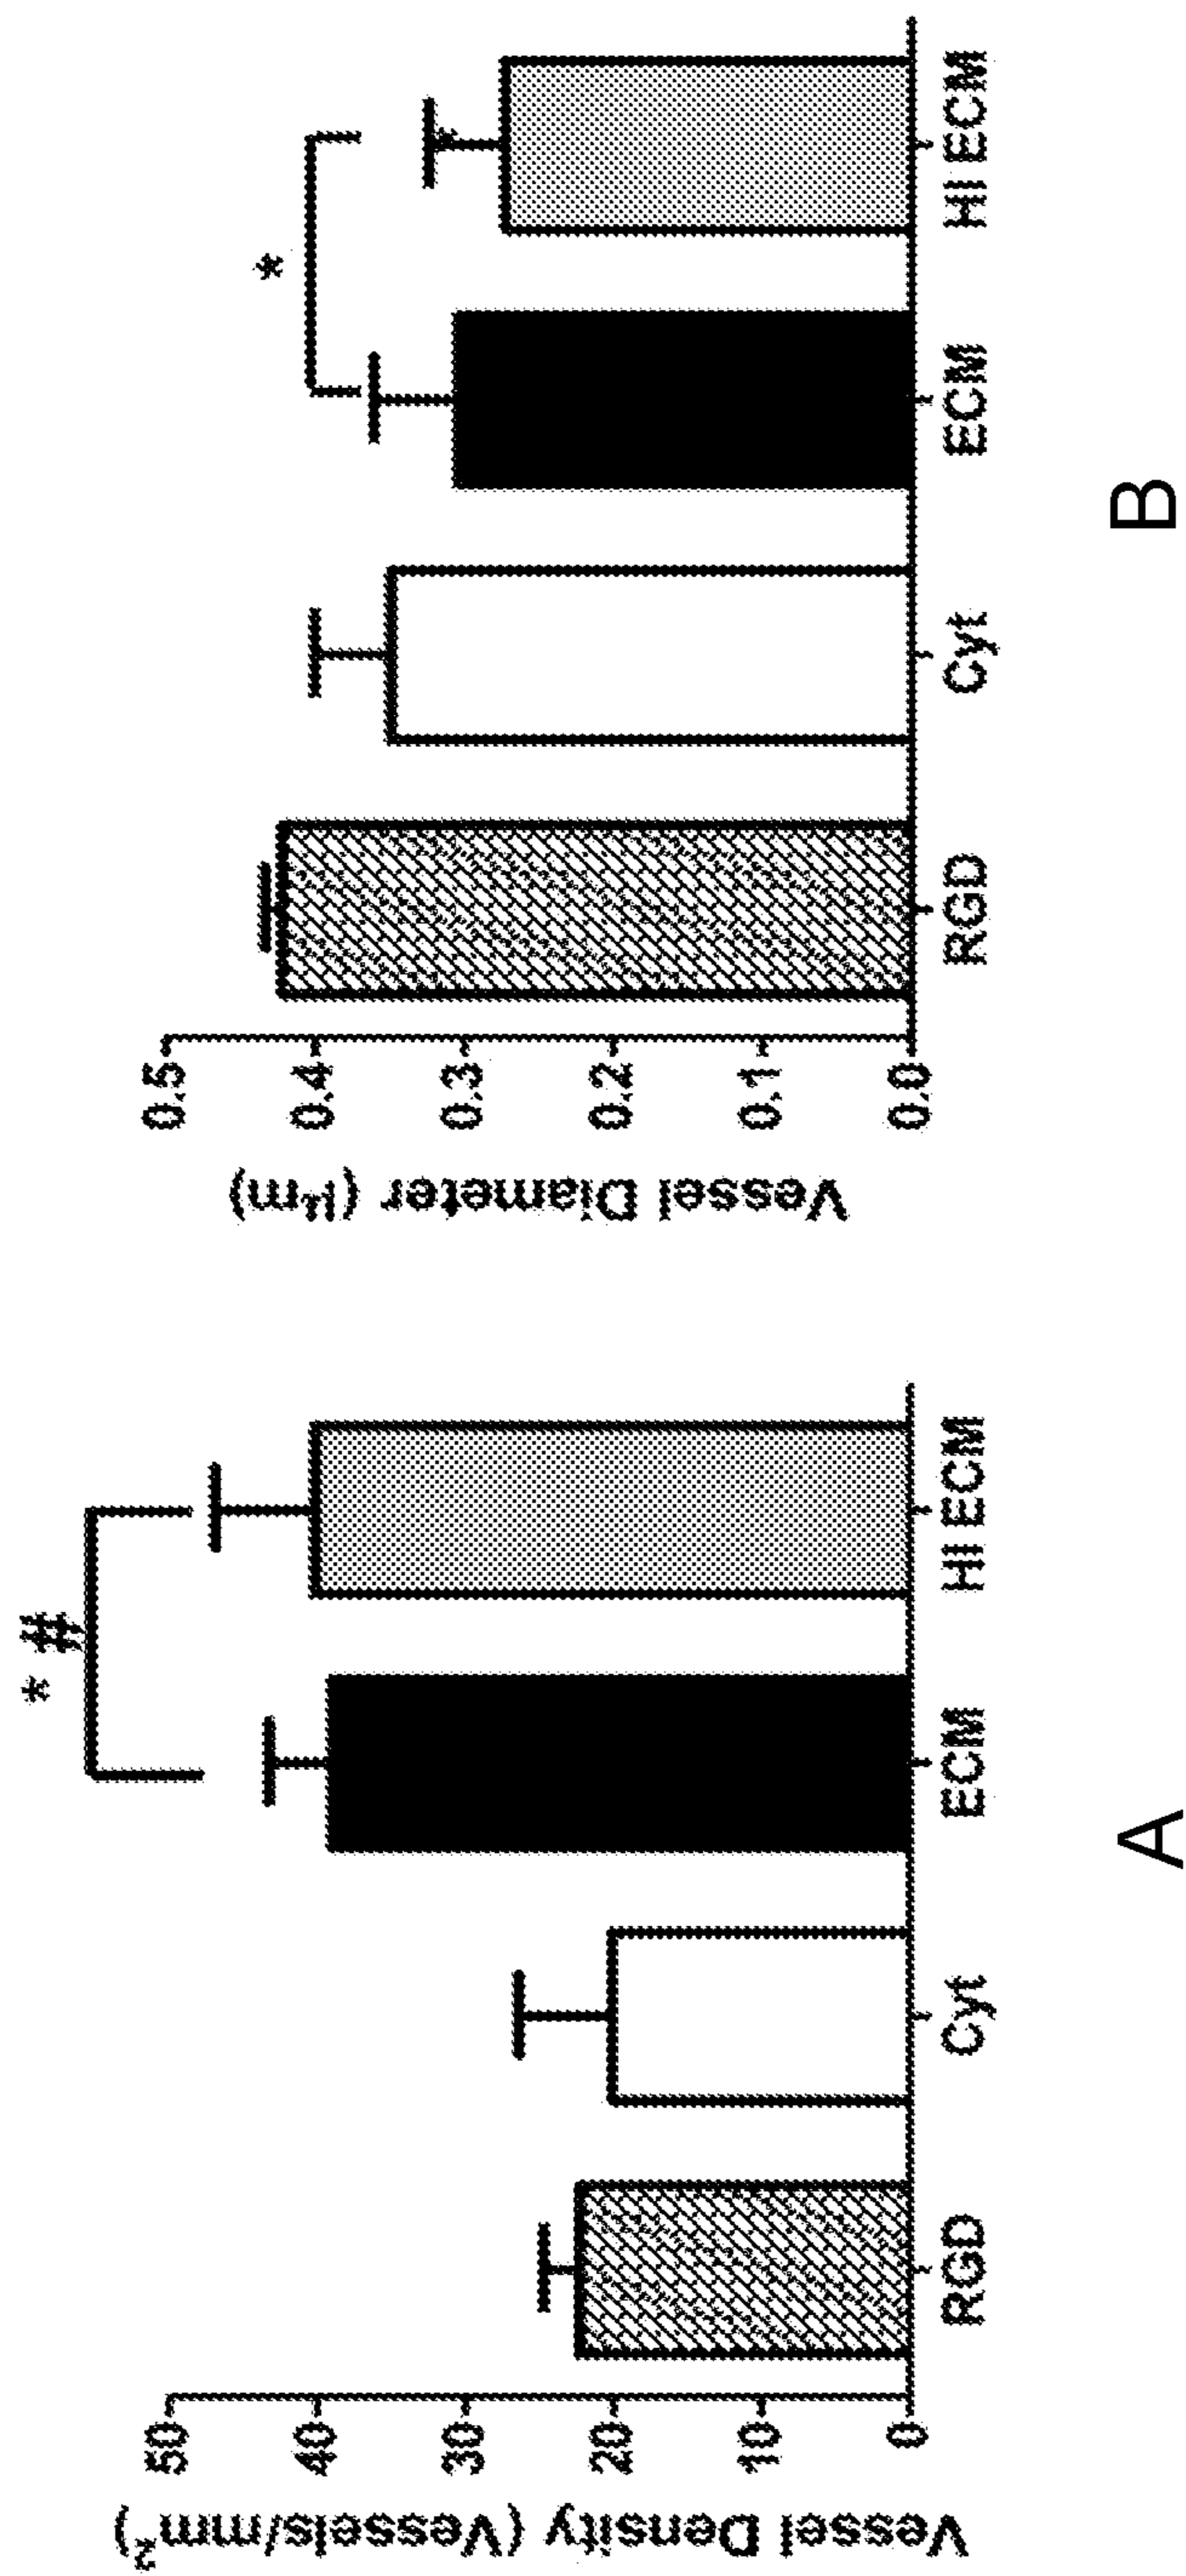 * #
50
40
30
20
10
0
Vessel Density (Vessels/mm²)
RGD
Cyt
ECM
HI ECM
A
*
0.5
0.4
0.3
0.2
0.1
0.0
Vessel Diameter (µm)
*
RGD
Cyt
ECM
HI ECM
B